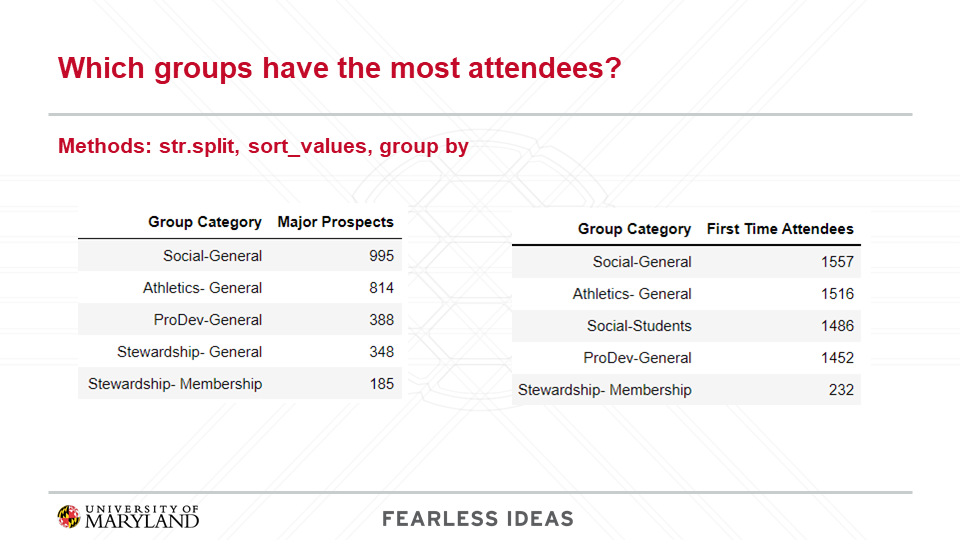 Which groups have the most attendees?
Methods: str.split, sort_values, group by
Group Category Major Prospects
Social-General 995
Athletics- General 814
ProDev-General 388
Stewardship- General 348
Stewardship- Membership 185
Group Category First Time Attendees
Social-General 1557
Athletics- General 1516
Social-Students 1486
ProDev-General 1452
Stewardship- Membership 232
UNIVERSITY OF
MARYLAND
FEARLESS IDEAS